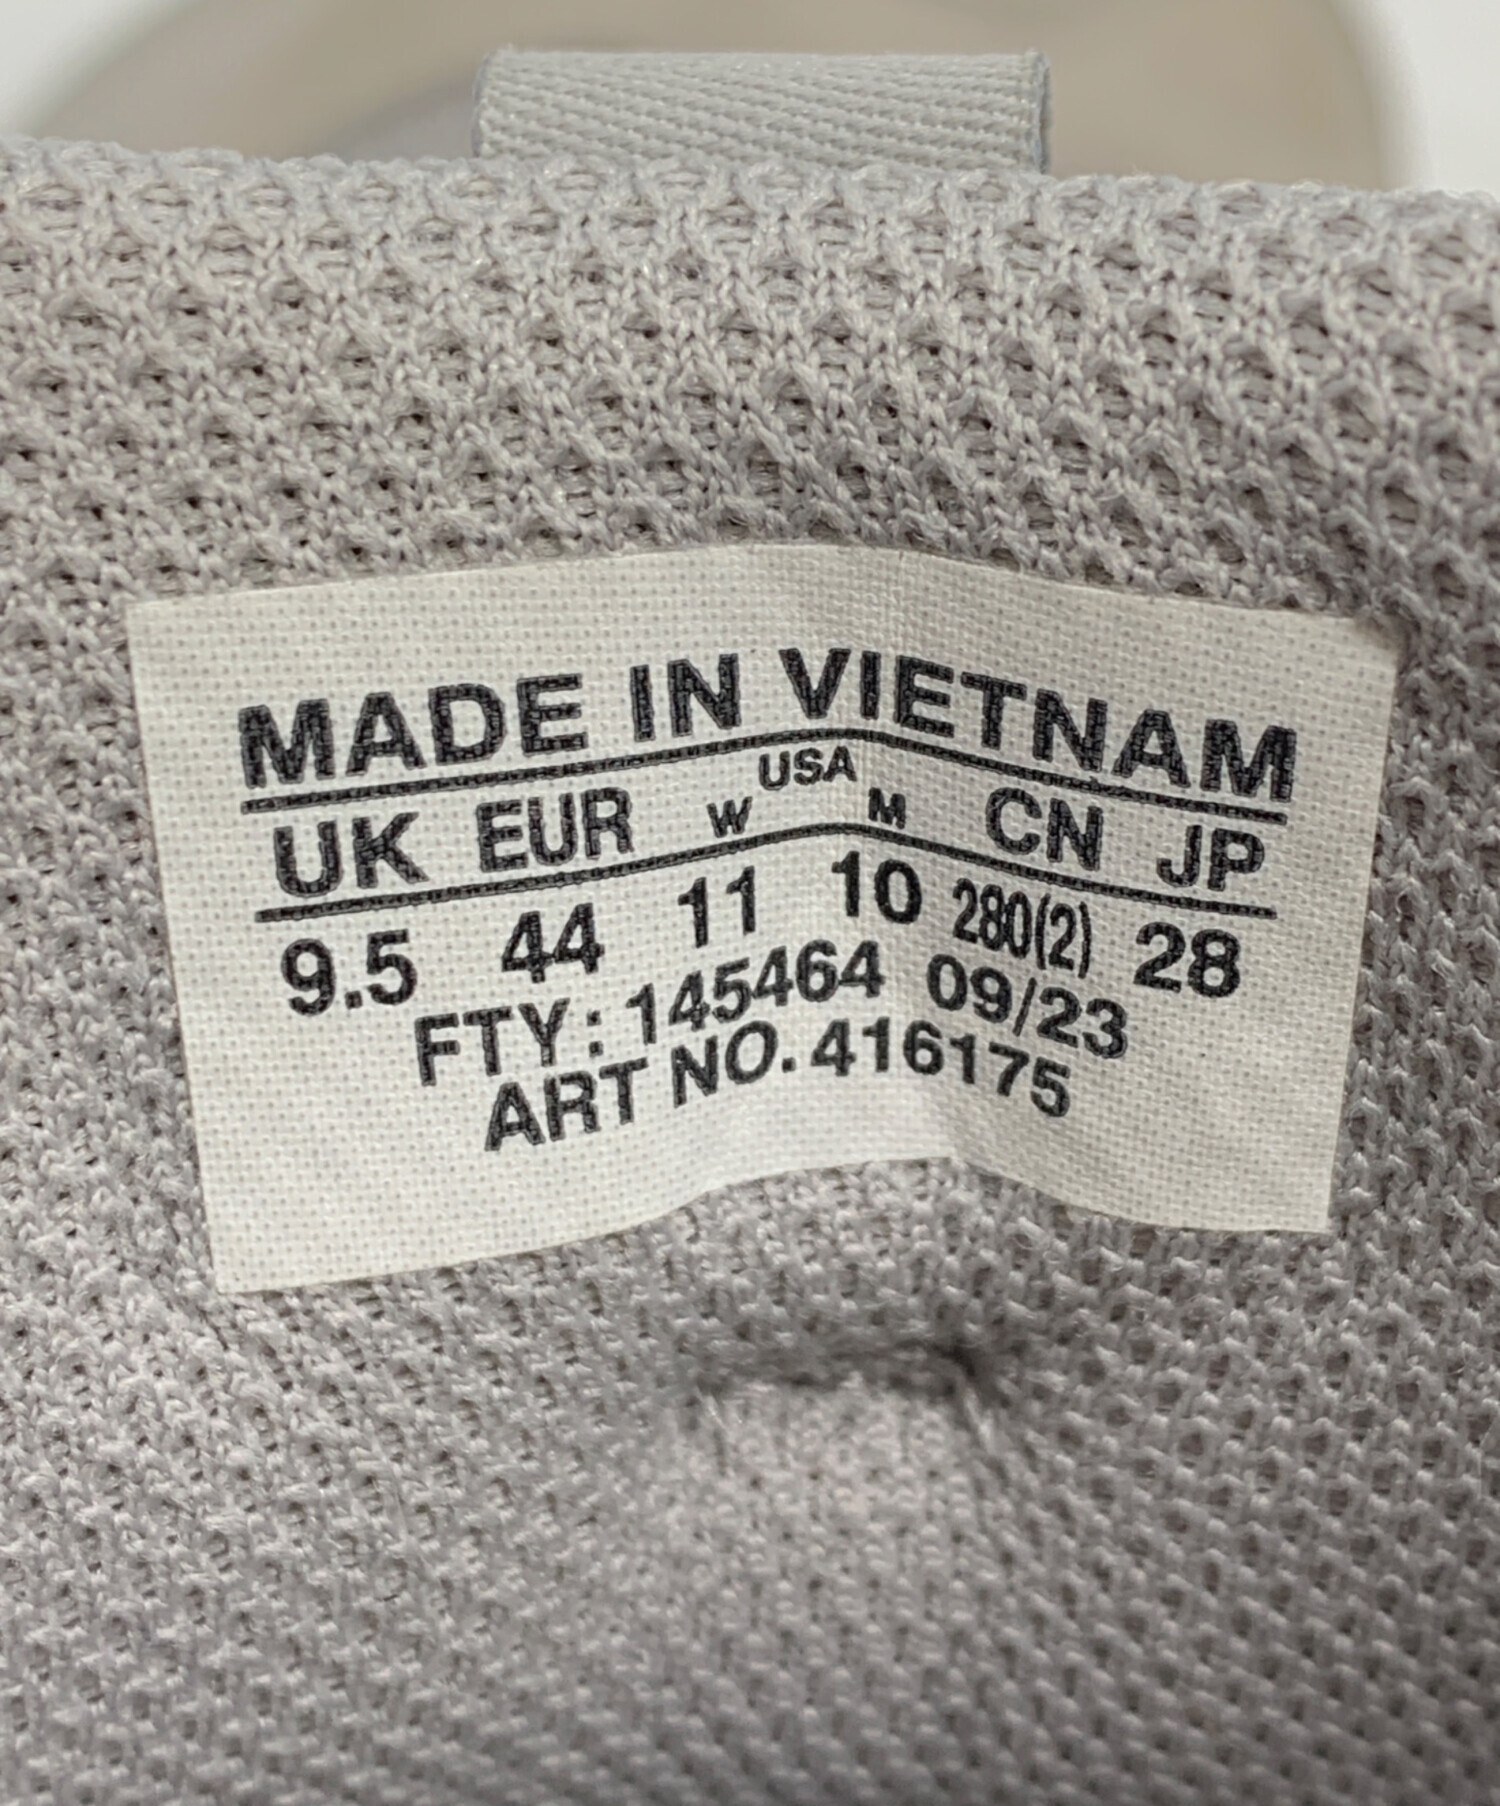 MADE IN VIETNAM
USA
UK EUR W M CN JP
9.5 44 11 10 280(2) 28
FTY: 145464 09/23
ART NO. 416175